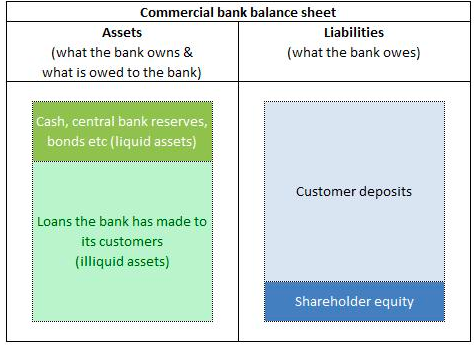 Commercial bank balance sheet
Assets
(what the bank owns &
what is owed to the bank)
Liabilities
(what the bank owes)
Cash, central bank reserves,
bonds etc (liquid assets)
Loans the bank has made to
its customers
(illiquid assets)
Customer deposits
Shareholder equity